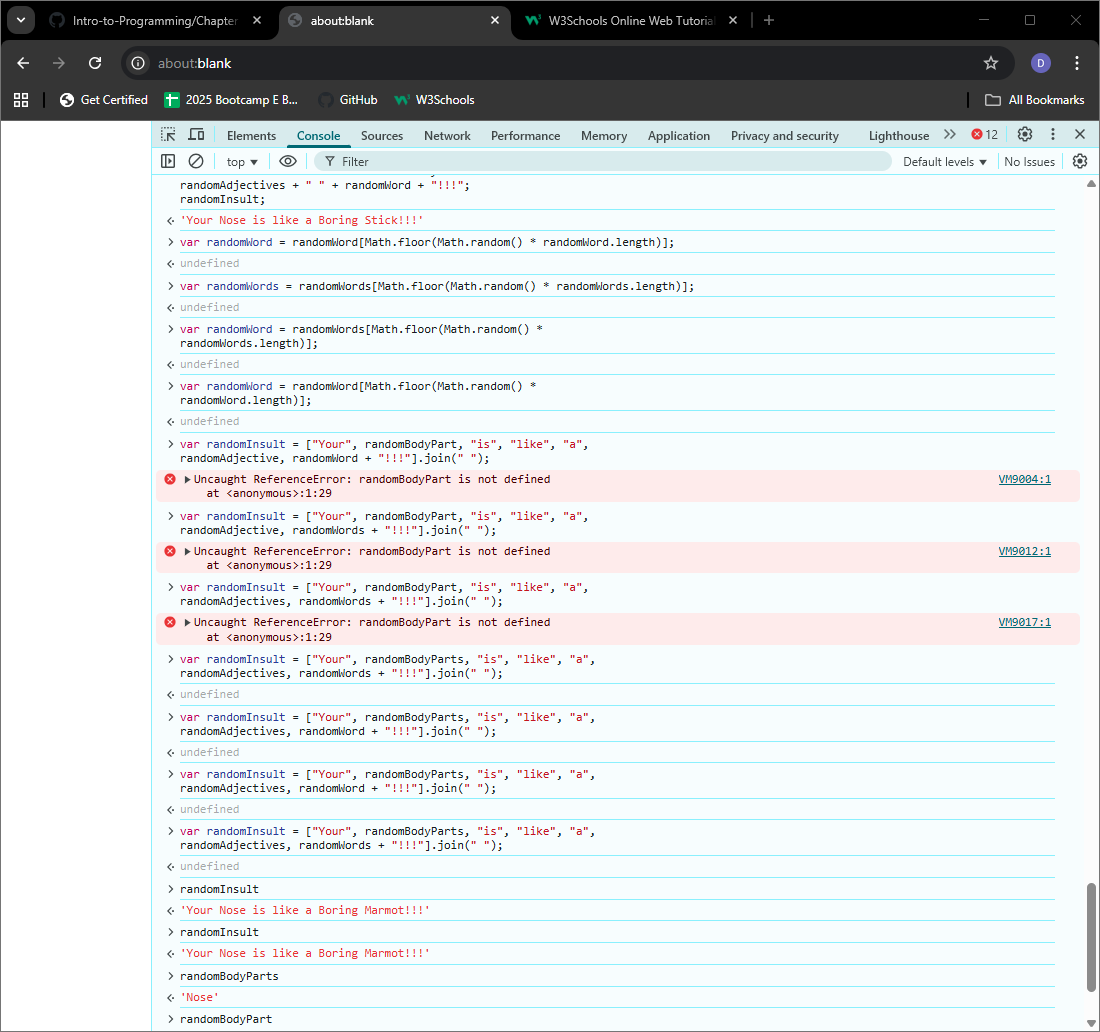 Intro-to-Programming/Chapter
about:blank
W3Schools Online Web Tutorial
about:blank
D
Get Certified
2025 Bootcamp E B...
GitHub
W3Schools
All Bookmarks
Elements
Console
Sources
Network
Performance
Memory
Application
Privacy and security
Lighthouse
12
top
Filter
Default levels
No Issues
randomAdjectives + " " + randomWord + "!!!";
randomInsult;
'Your Nose is like a Boring Stick!!!'
var randomWord = randomWord[Math.floor(Math.random() * randomWord.length)];
undefined
var randomWords = randomWords[Math.floor(Math.random() * randomWords.length)];
undefined
var randomWord = randomWords[Math.floor(Math.random() *
randomWords.length)];
undefined
var randomWord = randomWord[Math.floor(Math.random() *
randomWord.length)];
undefined
var randomInsult = ["Your", randomBodyPart, "is", "like", "a",
randomAdjective, randomWord + "!!!"].join(" ");
Uncaught ReferenceError: randomBodyPart is not defined VM9004:1
at <anonymous>:1:29
var randomInsult = ["Your", randomBodyPart, "is", "like", "a",
randomAdjective, randomWords + "!!!"].join(" ");
Uncaught ReferenceError: randomBodyPart is not defined VM9012:1
at <anonymous>:1:29
var randomInsult = ["Your", randomBodyPart, "is", "like", "a",
randomAdjectives, randomWords + "!!!"].join(" ");
Uncaught ReferenceError: randomBodyPart is not defined VM9017:1
at <anonymous>:1:29
var randomInsult = ["Your", randomBodyParts, "is", "like", "a",
randomAdjectives, randomWords + "!!!"].join(" ");
undefined
var randomInsult = ["Your", randomBodyParts, "is", "like", "a",
randomAdjectives, randomWord + "!!!"].join(" ");
undefined
var randomInsult = ["Your", randomBodyParts, "is", "like", "a",
randomAdjectives, randomWord + "!!!"].join(" ");
undefined
var randomInsult = ["Your", randomBodyParts, "is", "like", "a",
randomAdjectives, randomWords + "!!!"].join(" ");
undefined
randomInsult
'Your Nose is like a Boring Marmot!!!'
randomInsult
'Your Nose is like a Boring Marmot!!!'
randomBodyParts
'Nose'
randomBodyPart